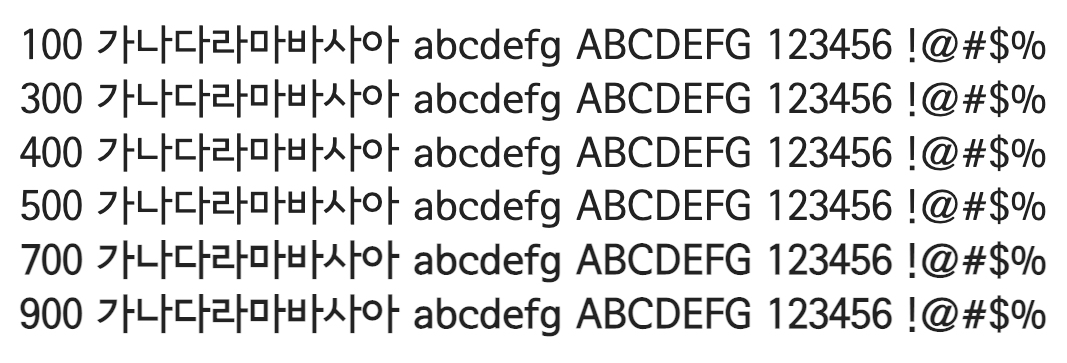 100 가나다라마바사아 abcdefg ABCDEFG 123456 !@#$%
300 가나다라마바사아 abcdefg ABCDEFG 123456 !@#$%
400 가나다라마바사아 abcdefg ABCDEFG 123456 !@#$%
500 가나다라마바사아 abcdefg ABCDEFG 123456 !@#$%
700 가나다라마바사아 abcdefg ABCDEFG 123456 !@#$%
900 가나다라마바사아 abcdefg ABCDEFG 123456 !@#$%